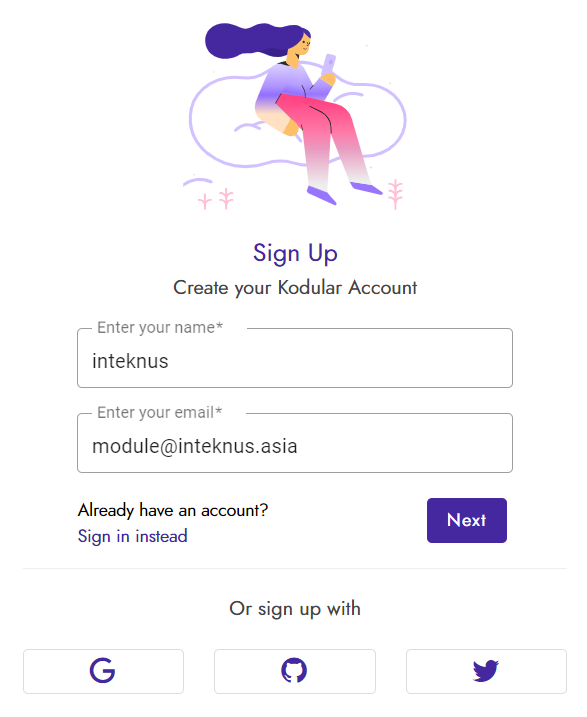 Sign Up
Create your Kodular Account
Enter your name*
inteknus
Enter your email*
module@inteknus.asia
Already have an account?
Sign in instead
Next
Or sign up with